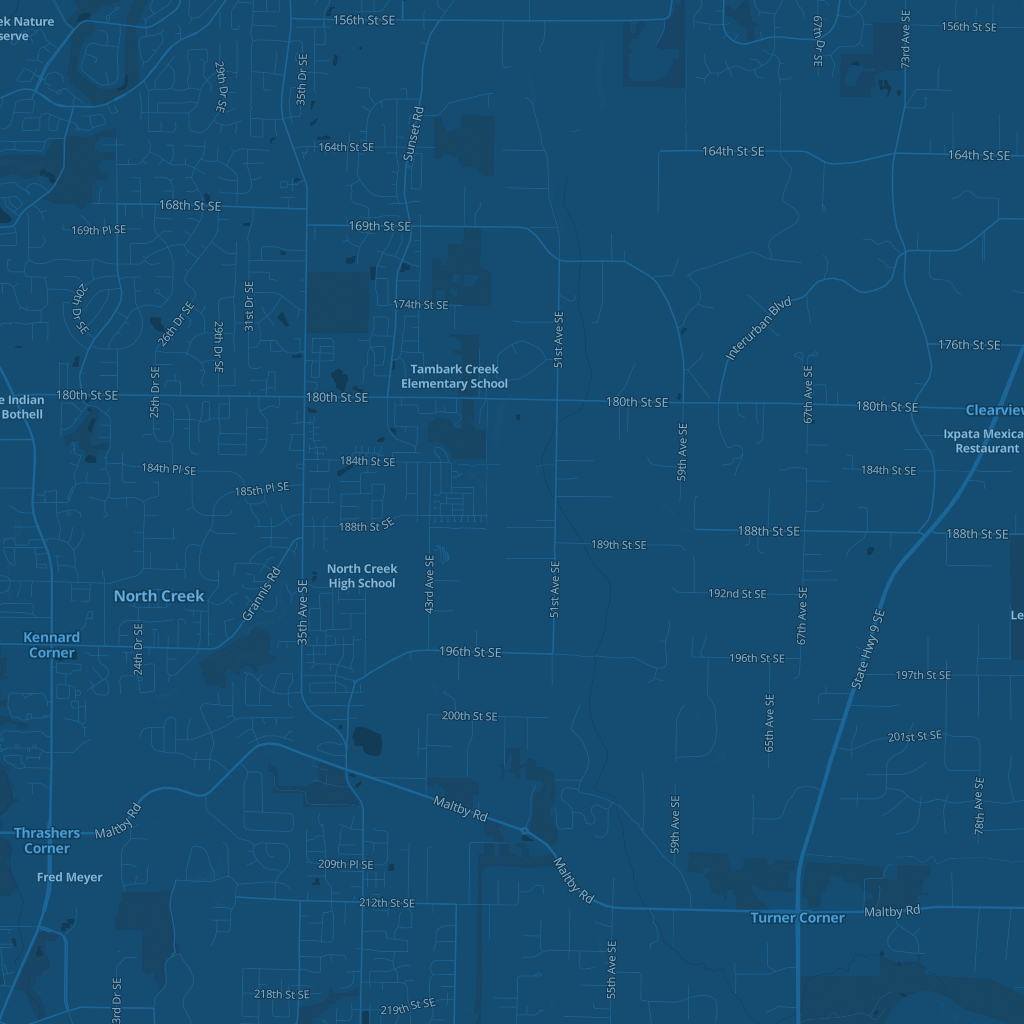 156th St SE
67th Dr SE
73rd Ave SE
156th St SE
ek Nature
serve
29th Dr SE
35th Dr SE
Sunset Rd
164th St SE
164th St SE
164th St SE
168th St SE
169th Pl SE
169th St SE
20th Dr SE
26th Dr SE
31st Dr SE
29th Dr SE
174th St SE
51st Ave SE
Interurban Blvd
176th St SE
Tambark Creek
Elementary School
e Indian
Bothell
180th St SE
25th Dr SE
180th St SE
180th St SE
67th Ave SE
180th St SE
Clearview
Ixpata Mexica
Restaurant
59th Ave SE
184th Pl SE
184th St SE
184th St SE
185th Pl SE
188th St SE
188th St SE
188th St SE
189th St SE
North Creek
High School
43rd Ave SE
51st Ave SE
192nd St SE
67th Ave SE
North Creek
Grannis Rd
35th Ave SE
State Hwy 9 SE
Le
Kennard
Corner
24th Dr SE
196th St SE
196th St SE
197th St SE
200th St SE
65th Ave SE
201st St SE
Maltby Rd
Maltby Rd
59th Ave SE
78th Ave SE
Thrashers
Corner
Fred Meyer
209th Pl SE
Maltby Rd
212th St SE
Turner Corner
Maltby Rd
55th Ave SE
3rd Dr SE
218th St SE
219th St SE